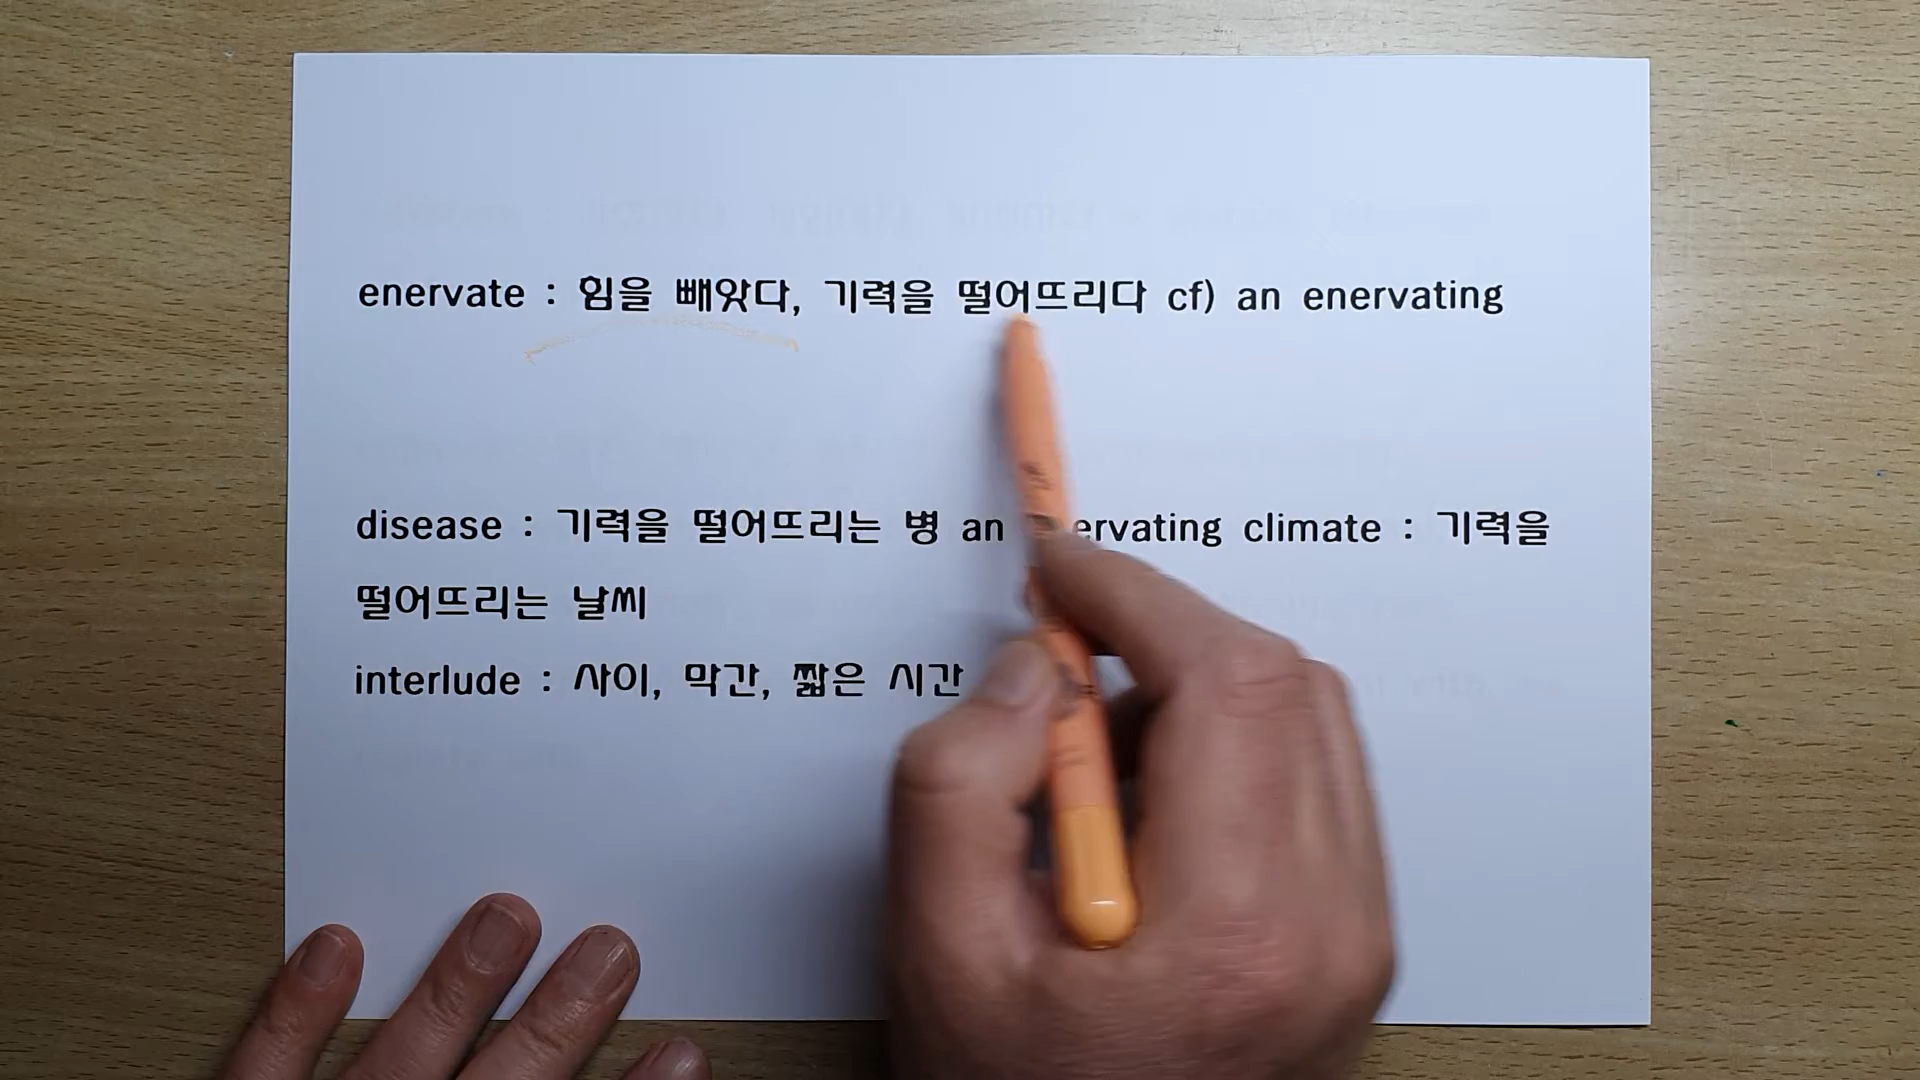 enervate : 힘을 빼앗다, 기력을 떨어뜨리다 cf) an enervating
disease : 기력을 떨어뜨리는 병 an ervating climate : 기력을
떨어뜨리는 날씨
interlude : 사이, 막간, 짧은 시간